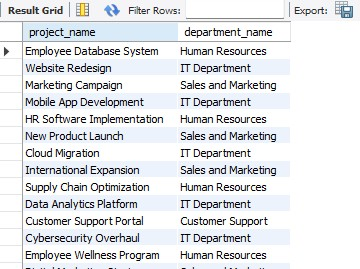 Result Grid Filter Rows: Export:
project_name department_name
Employee Database System Human Resources
Website Redesign IT Department
Marketing Campaign Sales and Marketing
Mobile App Development IT Department
HR Software Implementation Human Resources
New Product Launch Sales and Marketing
Cloud Migration IT Department
International Expansion Sales and Marketing
Supply Chain Optimization Human Resources
Data Analytics Platform IT Department
Customer Support Portal Customer Support
Cybersecurity Overhaul IT Department
Employee Wellness Program Human Resources